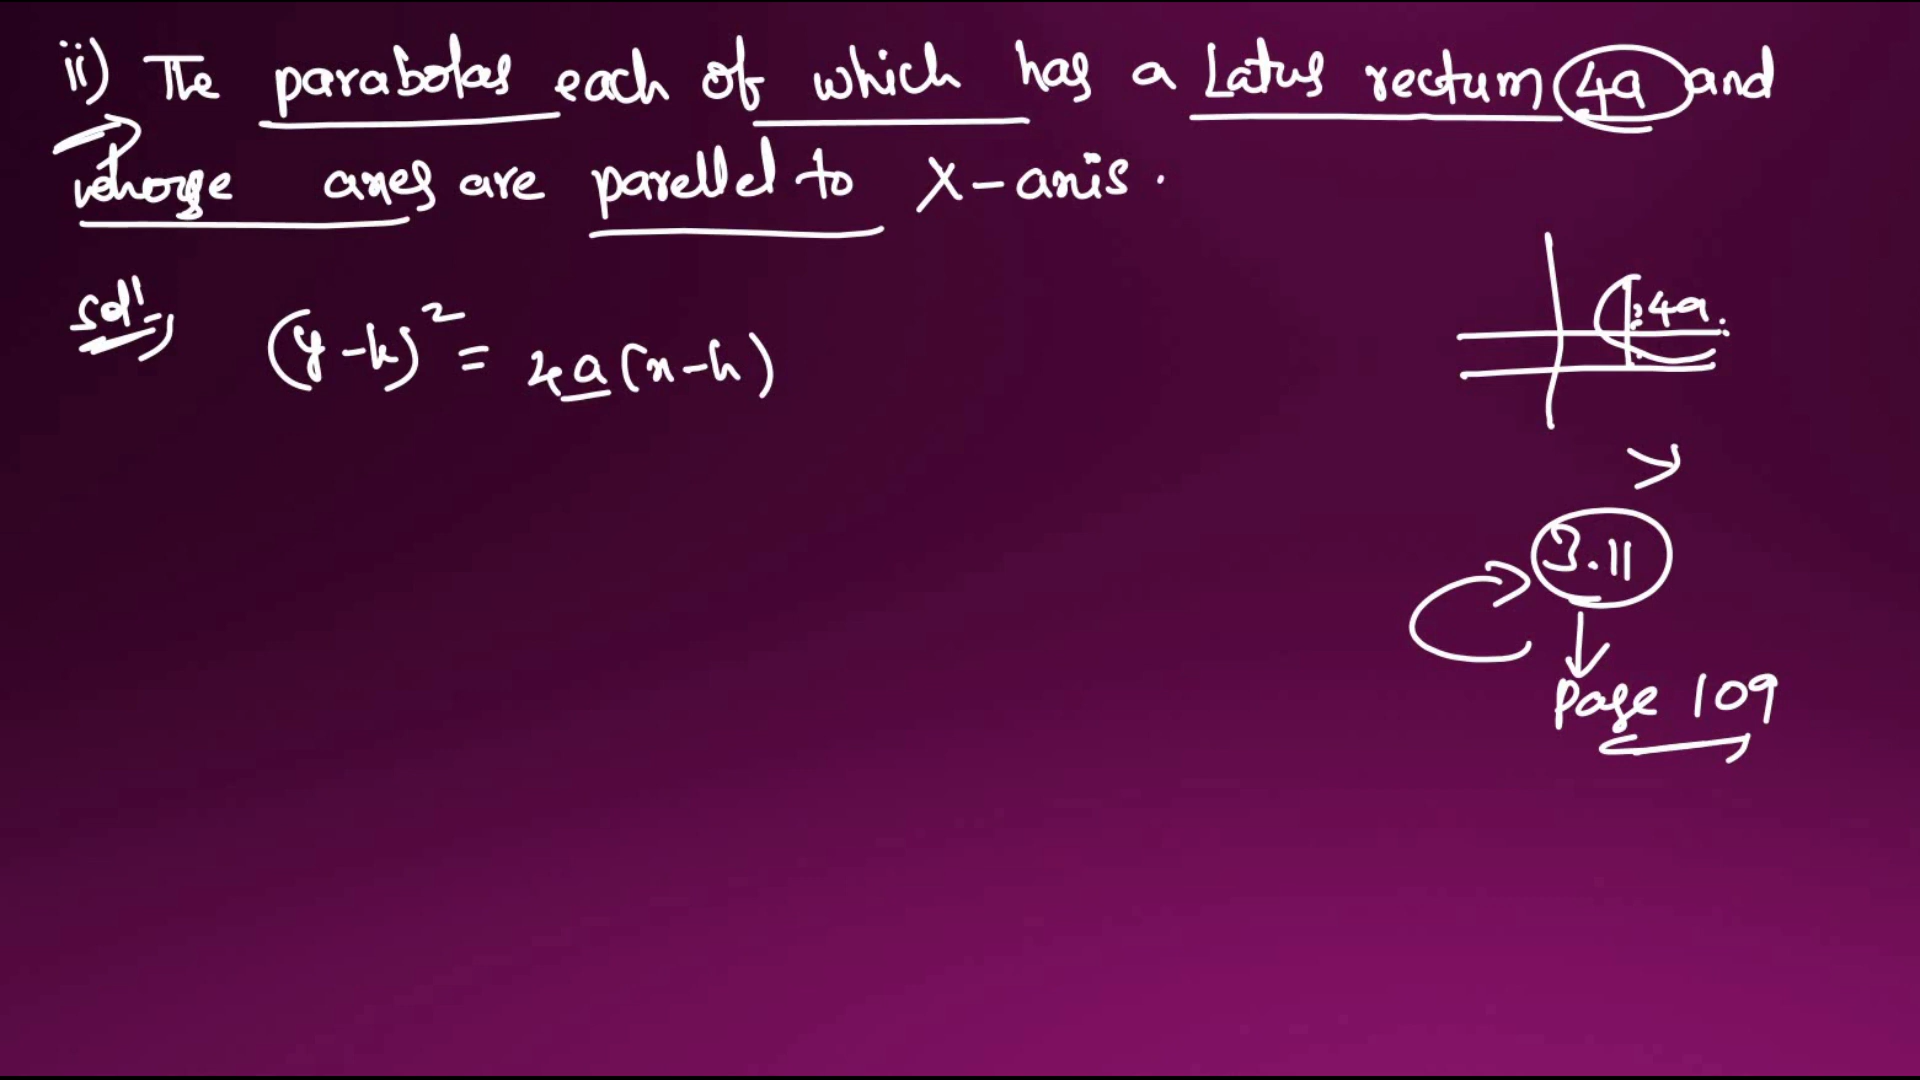 ii) The parabolas each of which has a Latus rectum 4a and
whose axes are parellel to X-axis.
sol:
(y-k)² = 4a(x-h)
4a.
3.11
Page 109